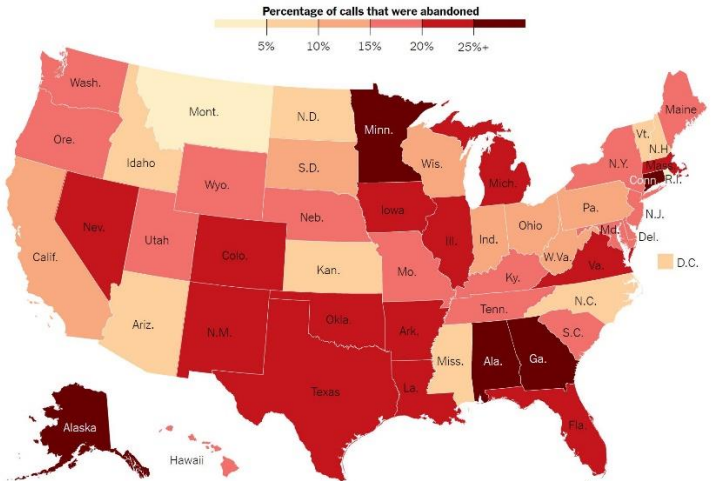 Percentage of calls that were abandoned
5% 10% 15% 20% 25%+
Wash.
Mont.
N.D.
Minn.
Maine
Vt.
N.H.
Ore.
Idaho
S.D.
Wis.
Mich.
N.Y.
Mass.
Conn.
R.I.
Wyo.
Iowa
Neb.
Pa.
N.J.
Nev.
Utah
Colo.
Ill.
Ind.
Ohio
Md.
Del.
Calif.
Kan.
Mo.
W.Va.
Va.
D.C.
Ky.
Ariz.
N.M.
Okla.
Ark.
Tenn.
N.C.
S.C.
Miss.
Ala.
Ga.
Texas
La.
Alaska
Fla.
Hawaii